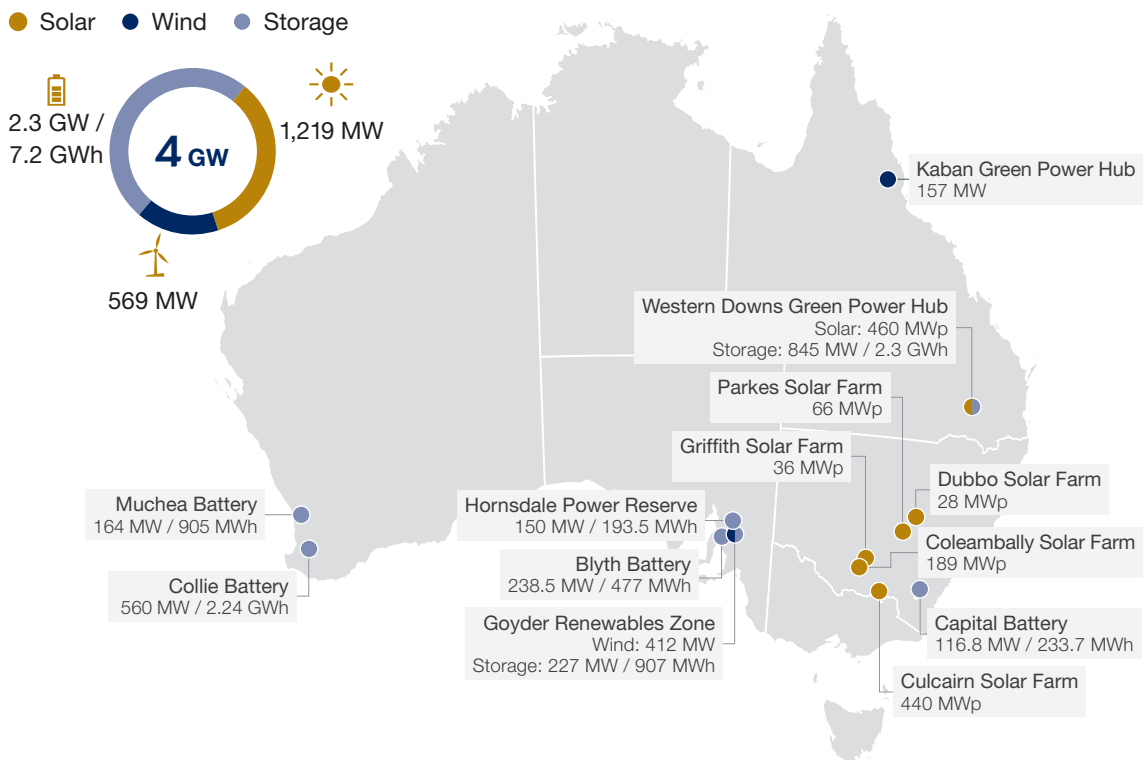 Solar
Wind
Storage
2.3 GW /
7.2 GWh
4 GW
1,219 MW
569 MW
Kaban Green Power Hub
157 MW
Western Downs Green Power Hub
Solar: 460 MWp
Storage: 845 MW / 2.3 GWh
Parkes Solar Farm
66 MWp
Griffith Solar Farm
36 MWp
Dubbo Solar Farm
28 MWp
Muchea Battery
164 MW / 905 MWh
Hornsdale Power Reserve
150 MW / 193.5 MWh
Coleambally Solar Farm
189 MWp
Blyth Battery
238.5 MW / 477 MWh
Collie Battery
560 MW / 2.24 GWh
Goyder Renewables Zone
Wind: 412 MW
Storage: 227 MW / 907 MWh
Capital Battery
116.8 MW / 233.7 MWh
Culcairn Solar Farm
440 MWp